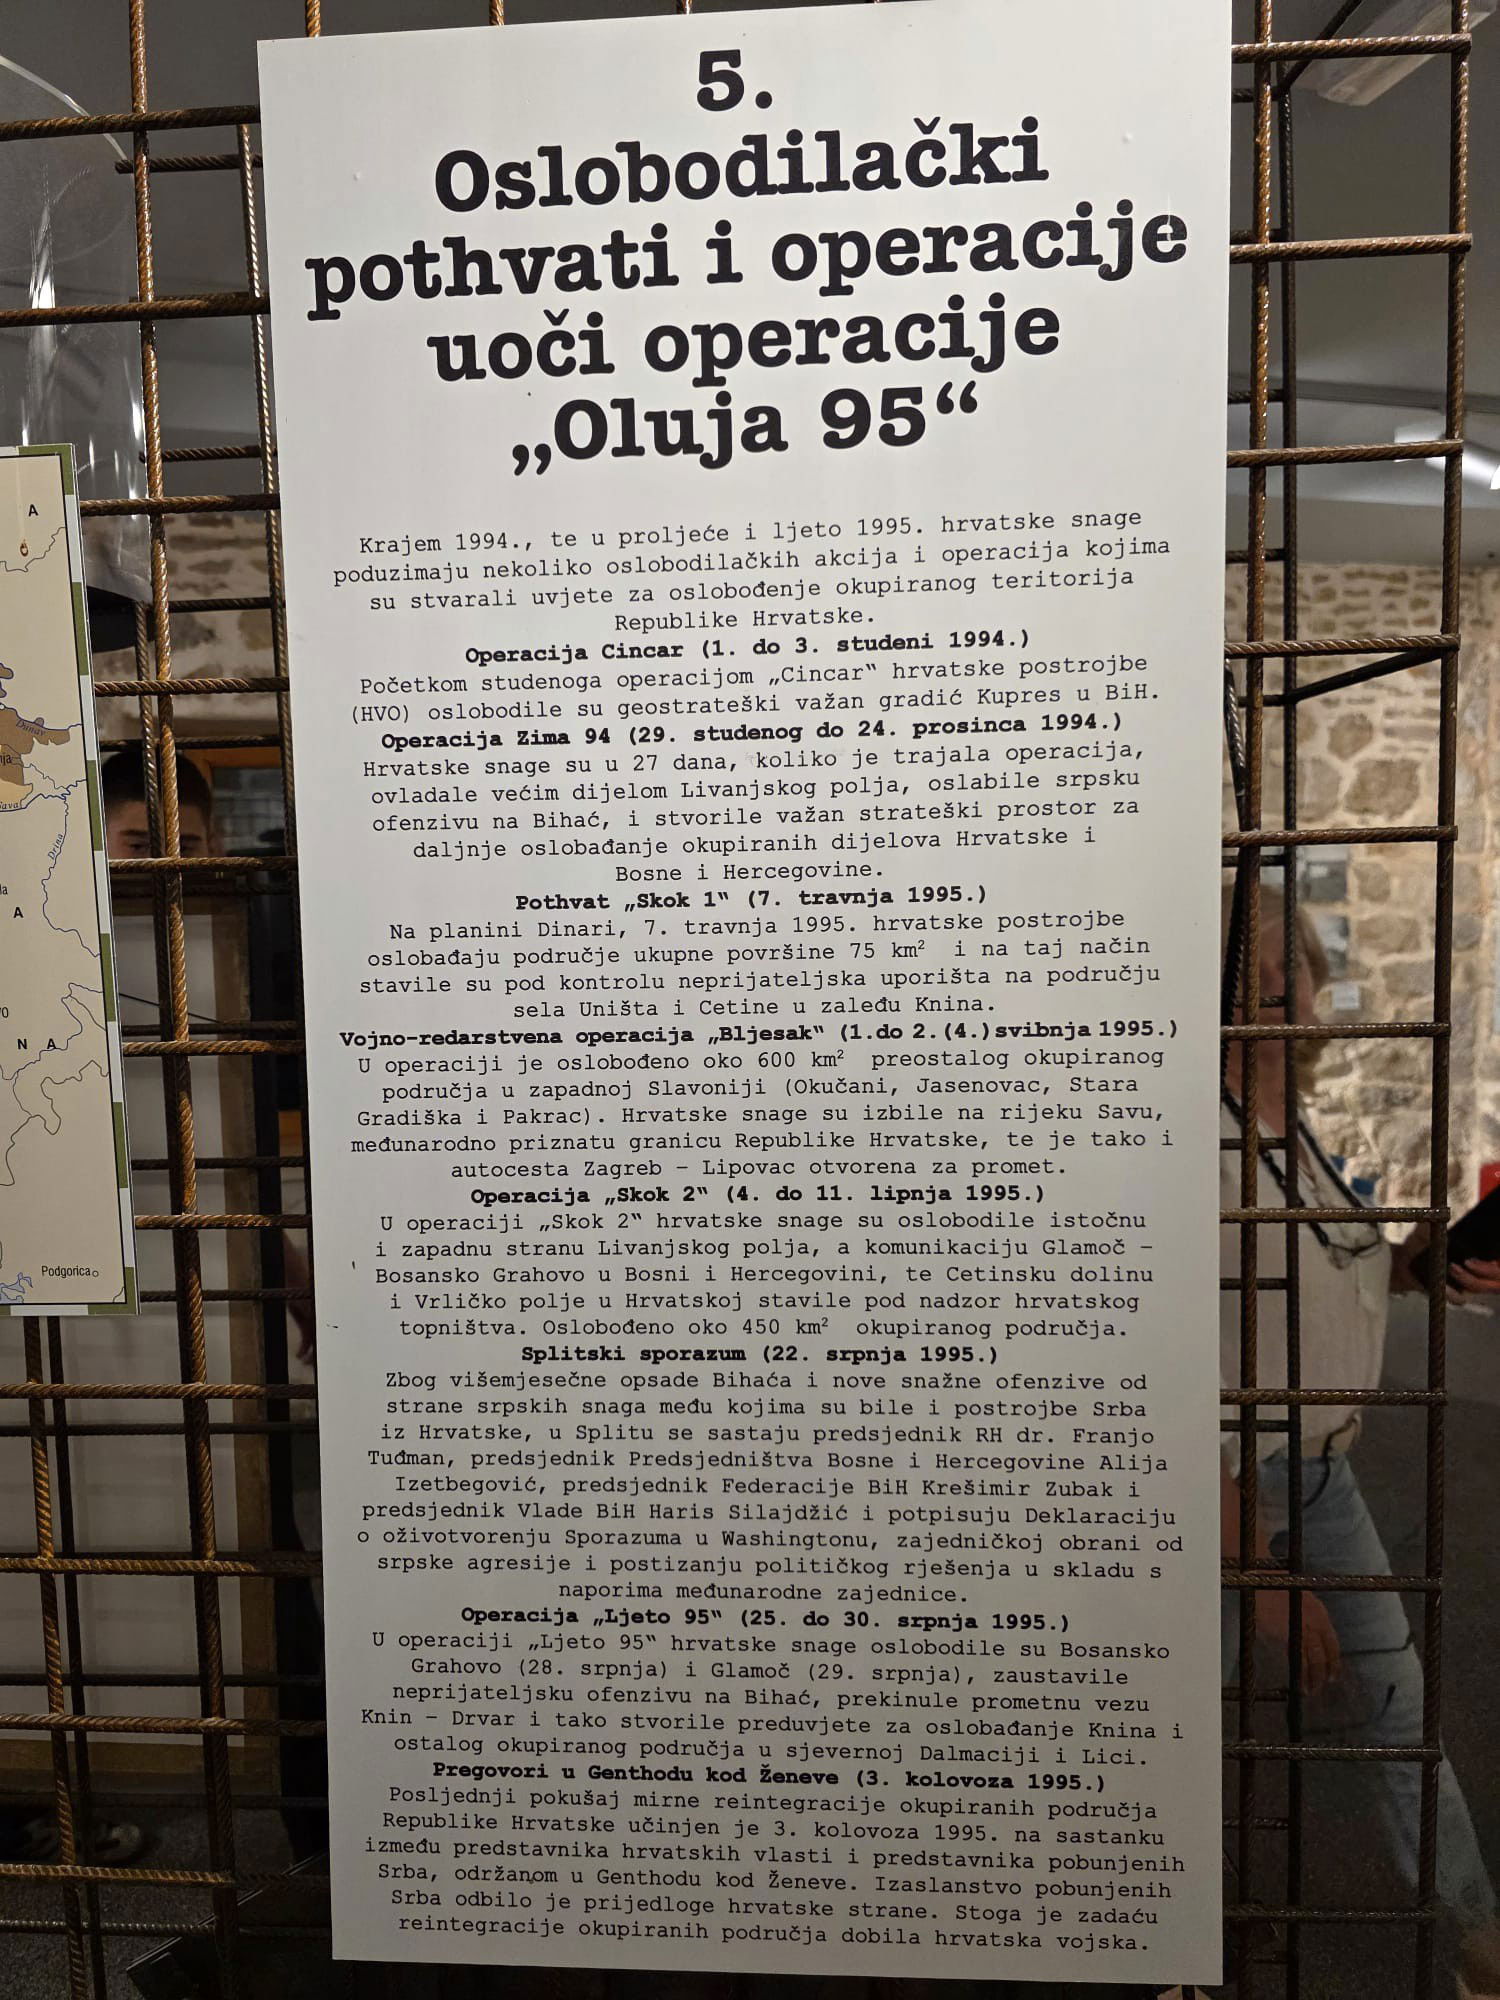 5.
Oslobodilački
pothvati i operacije
uoči operacije
„Oluja 95“
Krajem 1994., te u proljeće i ljeto 1995. hrvatske snage
poduzimaju nekoliko oslobodilačkih akcija i operacija kojima
su stvarali uvjete za oslobođenje okupiranog teritorija
Republike Hrvatske.
Operacija Cincar (1. do 3. studeni 1994.)
Početkom studenoga operacijom „Cincar" hrvatske postrojbe
(HVO) oslobodile su geostrateški važan gradić Kupres u BiH.
Operacija Zima 94 (29. studenog do 24. prosinca 1994.)
Hrvatske snage su u 27 dana, koliko je trajala operacija,
ovladale većim dijelom Livanjskog polja, oslabile srpsku
ofenzivu na Bihać, i stvorile važan strateški prostor za
daljnje oslobađanje okupiranih dijelova Hrvatske i
Bosne i Hercegovine.
Pothvat „Skok 1" (7. travnja 1995.)
Na planini Dinari, 7. travnja 1995. hrvatske postrojbe
oslobađaju područje ukupne površine 75 km² i na taj način
stavile su pod kontrolu neprijateljska uporišta na području
sela Uništa i Cetine u zaleđu Knina.
Vojno-redarstvena operacija „Bljesak" (1.do 2.(4.)svibnja 1995.)
U operaciji je oslobođeno oko 600 km² preostalog okupiranog
područja u zapadnoj Slavoniji (Okučani, Jasenovac, Stara
Gradiška i Pakrac). Hrvatske snage su izbile na rijeku Savu,
međunarodno priznatu granicu Republike Hrvatske, te je tako i
autocesta Zagreb – Lipovac otvorena za promet.
Operacija „Skok 2" (4. do 11. lipnja 1995.)
U operaciji „Skok 2" hrvatske snage su oslobodile istočnu
i zapadnu stranu Livanjskog polja, a komunikaciju Glamoč –
Bosansko Grahovo u Bosni i Hercegovini, te Cetinsku dolinu
i Vrličko polje u Hrvatskoj stavile pod nadzor hrvatskog
topništva. Oslobođeno oko 450 km² okupiranog područja.
Splitski sporazum (22. srpnja 1995.)
Zbog višemjesečne opsade Bihaća i nove snažne ofenzive od
strane srpskih snaga među kojima su bile i postrojbe Srba
iz Hrvatske, u Splitu se sastaju predsjednik RH dr. Franjo
Tuđman, predsjednik Predsjedništva Bosne i Hercegovine Alija
Izetbegović, predsjednik Federacije BiH Krešimir Zubak i
predsjednik Vlade BiH Haris Silajdžić i potpisuju Deklaraciju
o oživotvorenju Sporazuma u Washingtonu, zajedničkoj obrani od
srpske agresije i postizanju političkog rješenja u skladu s
naporima međunarodne zajednice.
Operacija „Ljeto 95" (25. do 30. srpnja 1995.)
U operaciji „Ljeto 95" hrvatske snage oslobodile su Bosansko
Grahovo (28. srpnja) i Glamoč (29. srpnja), zaustavile
neprijateljsku ofenzivu na Bihać, prekinule prometnu vezu
Knin – Drvar i tako stvorile preduvjete za oslobađanje Knina i
ostalog okupiranog područja u sjevernoj Dalmaciji i Lici.
Pregovori u Genthodu kod Ženeve (3. kolovoza 1995.)
Posljednji pokušaj mirne reintegracije okupiranih područja
Republike Hrvatske učinjen je 3. kolovoza 1995. na sastanku
između predstavnika hrvatskih vlasti i predstavnika pobunjenih
Srba, održanom u Genthodu kod Ženeve. Izaslanstvo pobunjenih
Srba odbilo je prijedloge hrvatske strane. Stoga je zadaću
reintegracije okupiranih područja dobila hrvatska vojska.
A
Dunav
Sava
Drina
A
N A
Podgorica